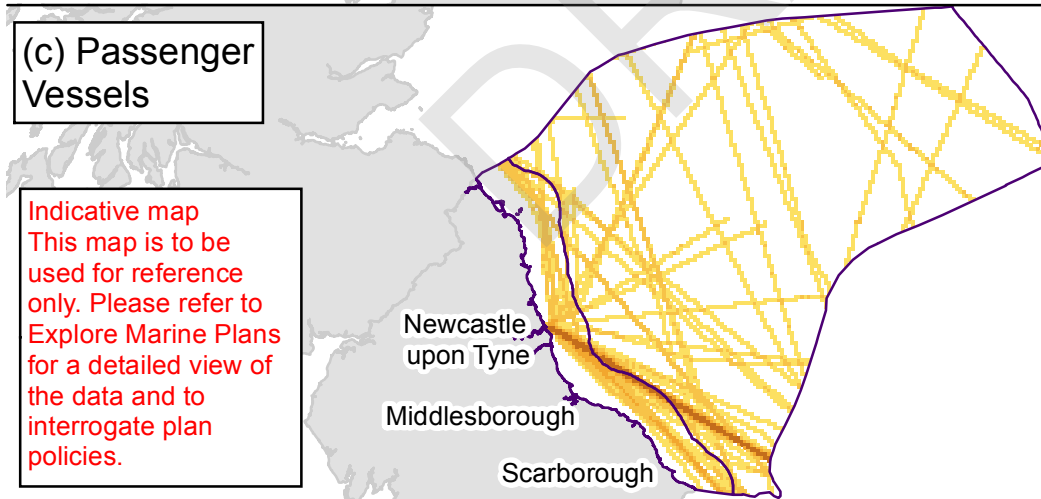 (c) Passenger
Vessels
Indicative map
This map is to be
used for reference
only. Please refer to
Explore Marine Plans
for a detailed view of
the data and to
interrogate plan
policies.
Newcastle
upon Tyne
Middlesborough
Scarborough